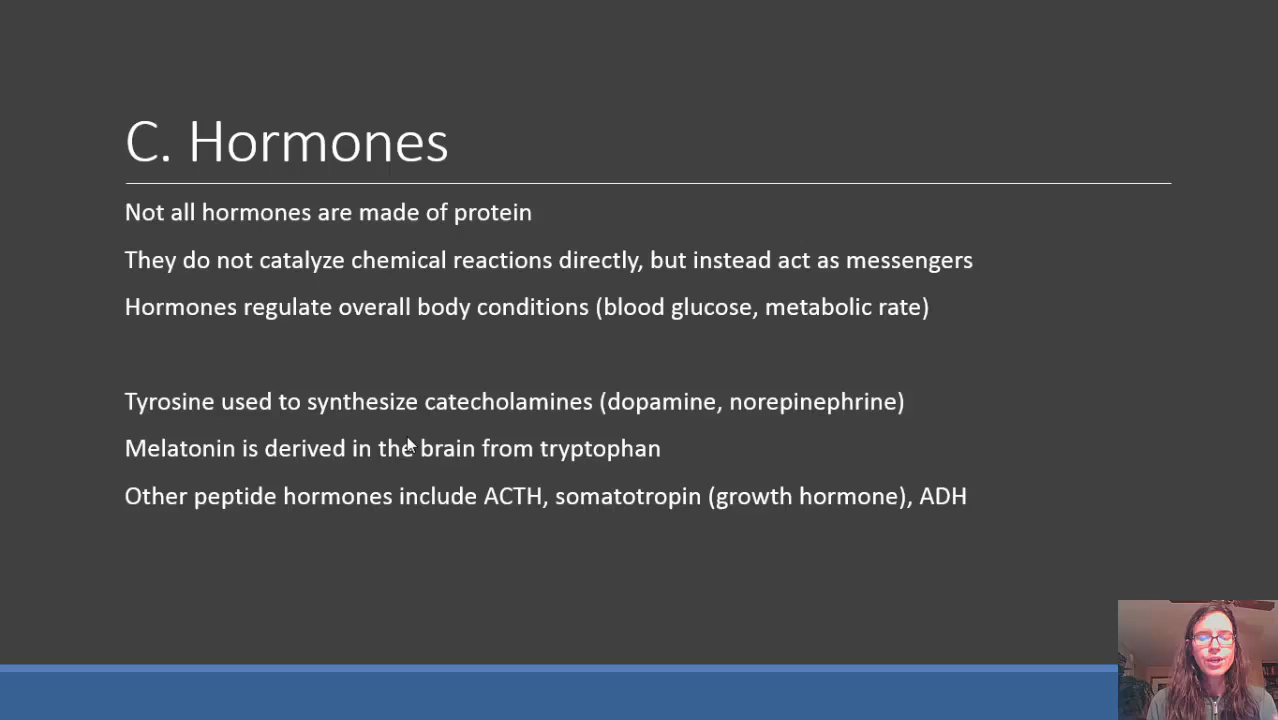 C. Hormones
Not all hormones are made of protein
They do not catalyze chemical reactions directly, but instead act as messengers
Hormones regulate overall body conditions (blood glucose, metabolic rate)
Tyrosine used to synthesize catecholamines (dopamine, norepinephrine)
Melatonin is derived in the brain from tryptophan
Other peptide hormones include ACTH, somatotropin (growth hormone), ADH